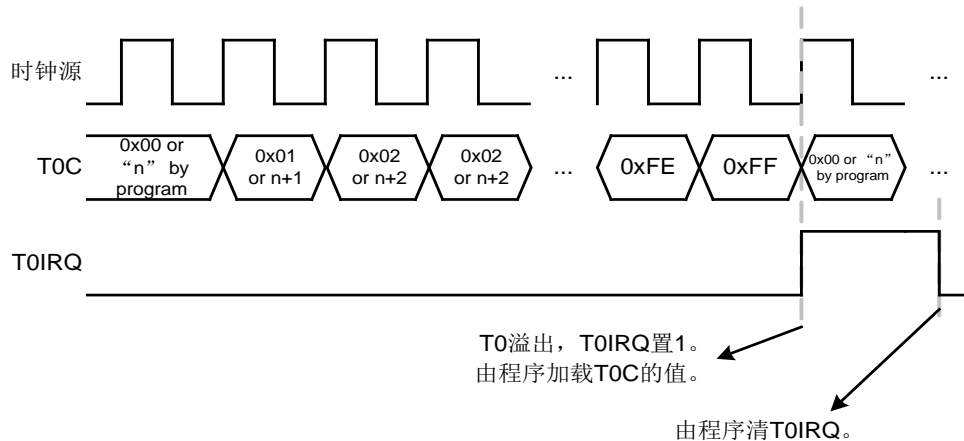 时钟源
...
...
T0C
0x00 or
“n” by
program
0x01
or n+1
0x02
or n+2
0x02
or n+2
...
0xFE
0xFF
0x00 or “n”
by program
...
T0IRQ
T0溢出，T0IRQ置1。
由程序加载T0C的值。
由程序清T0IRQ。